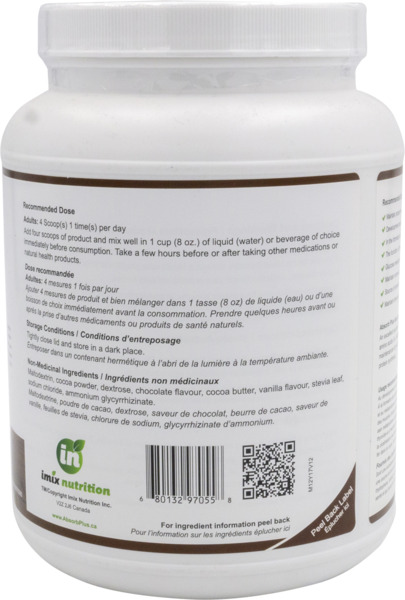 Recommended Dose
Adults: 4 Scoop(s) 1 time(s) per day
Add four scoops of product and mix well in 1 cup (8 oz.) of liquid (water) or beverage of choice
immediately before consumption. Take a few hours before or after taking other medications or
natural health products.
Dose recommandée
Adultes: 4 mesures 1 fois par jour
Ajouter 4 mesures de produit et bien mélanger dans 1 tasse (8 oz) de liquide (eau) ou d'une
boisson de choix immédiatement avant la consommation. Prendre quelques heures avant ou
après la prise d'autres médicaments ou produits de santé naturels.
Storage Conditions / Conditions d'entreposage
Tightly close lid and store in a dark place.
Entreposer dans un contenant hermétique à l'abri de la lumière à la température ambiante.
Non-Medicinal Ingredients / Ingrédients non médicinaux
Maltodextrin, cocoa powder, dextrose, chocolate flavour, cocoa butter, vanilla flavour, stevia leaf,
sodium chloride, ammonium glycyrrhizinate.
Maltodextrine, poudre de cacao, dextrose, saveur de chocolat, beurre de cacao, saveur de
vanille, feuilles de stevia, chlorure de sodium, glycyrrhizinate d'ammonium.
in
imix nutrition
™Copyright Imix Nutrition Inc.
Canada
www.AbsorbPlus.ca
6 80132 97055 8
M12Y17V12
For ingredient information peel back
Pour l'information sur les ingrédients éplucher ici
Peel Back Label
Éplucher ici